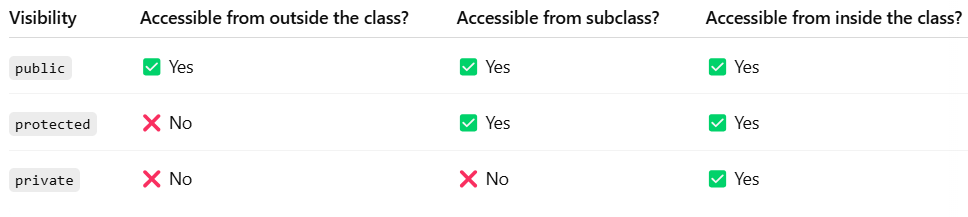 Visibility Accessible from outside the class? Accessible from subclass? Accessible from inside the class?
public ✅ Yes ✅ Yes ✅ Yes
protected ❌ No ✅ Yes ✅ Yes
private ❌ No ❌ No ✅ Yes